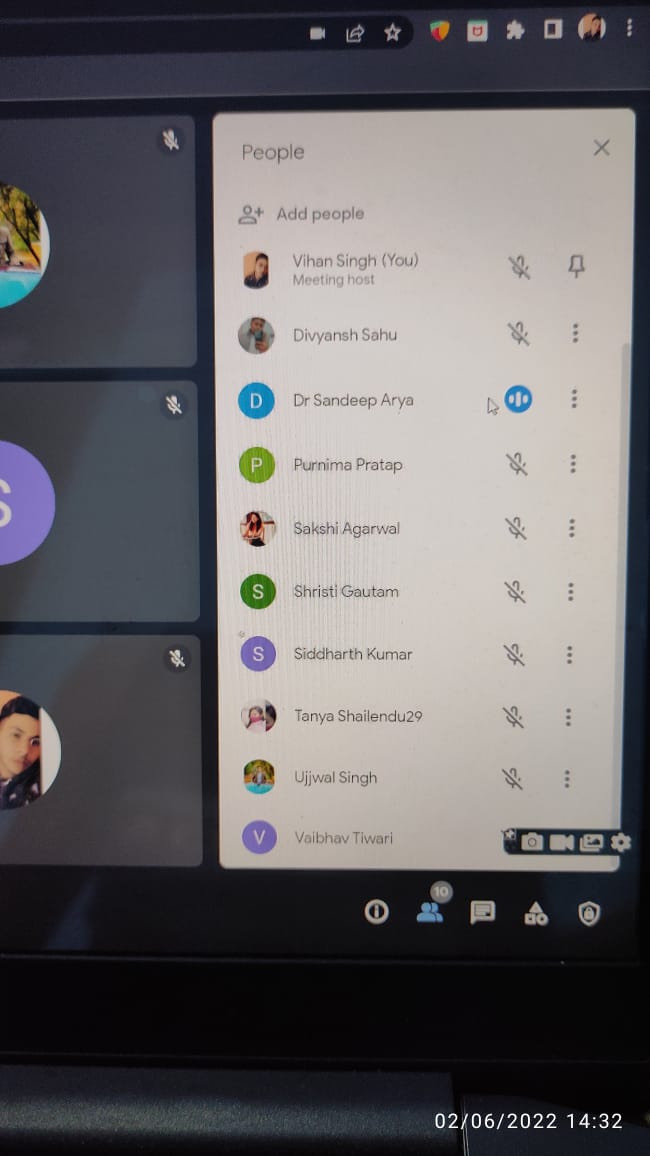 People
Add people
Vihan Singh (You)
Meeting host
Divyansh Sahu
D
Dr Sandeep Arya
P
Purnima Pratap
Sakshi Agarwal
S
Shristi Gautam
S
S
Siddharth Kumar
Tanya Shailendu29
Ujjwal Singh
V
Vaibhav Tiwari
10
02/06/2022 14:32